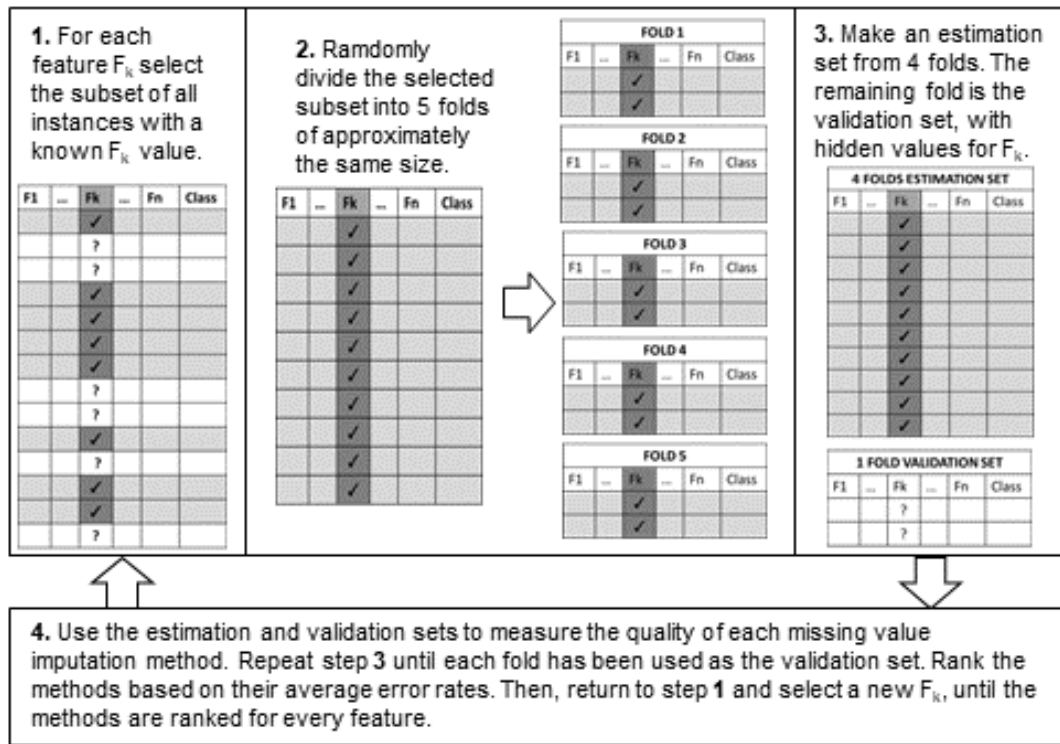 1. For each
feature Fₖ select
the subset of all
instances with a
known Fₖ value.
F1 ... Fk ... Fn Class
✓
?
?
✓
✓
✓
✓
?
?
✓
?
✓
✓
?
2. Ramdomly
divide the selected
subset into 5 folds
of approximately
the same size.
F1 ... Fk ... Fn Class
✓
✓
✓
✓
✓
✓
✓
✓
✓
✓
FOLD 1
F1 ... Fk ... Fn Class
✓
✓
FOLD 2
F1 ... Fk ... Fn Class
✓
✓
FOLD 3
F1 ... Fk ... Fn Class
✓
✓
FOLD 4
F1 ... Fk ... Fn Class
✓
✓
FOLD 5
F1 ... Fk ... Fn Class
✓
✓
3. Make an estimation
set from 4 folds. The
remaining fold is the
validation set, with
hidden values for Fₖ.
4 FOLDS ESTIMATION SET
F1 ... Fk ... Fn Class
✓
✓
✓
✓
✓
✓
✓
✓
✓
✓
1 FOLD VALIDATION SET
F1 ... Fk ... Fn Class
?
?
4. Use the estimation and validation sets to measure the quality of each missing value
imputation method. Repeat step 3 until each fold has been used as the validation set. Rank the
methods based on their average error rates. Then, return to step 1 and select a new Fₖ, until the
methods are ranked for every feature.